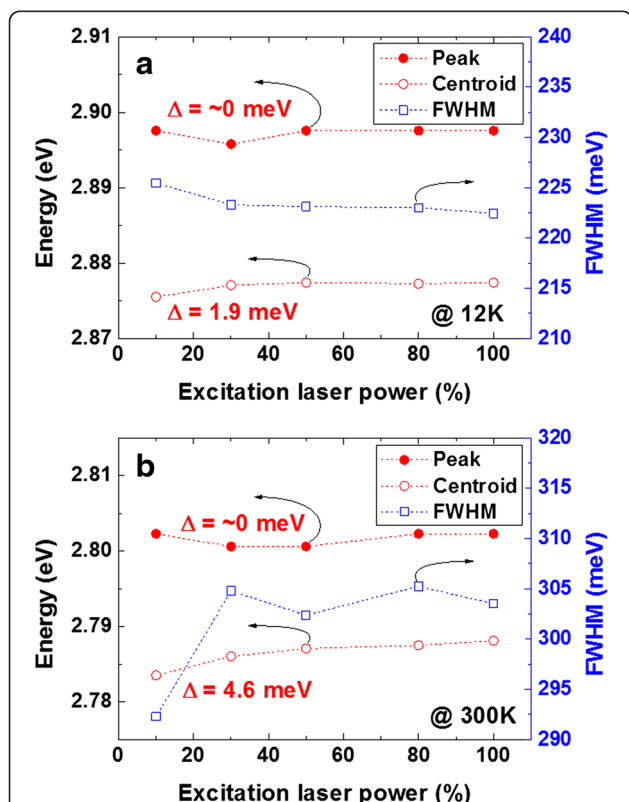 a
2.91
2.90
2.89
2.88
2.87
Energy (eV)
240
235
230
225
220
215
210
FWHM (meV)
Peak
Centroid
FWHM
Δ = ~0 meV
Δ = 1.9 meV
@ 12K
0 20 40 60 80 100
Excitation laser power (%)
b
2.81
2.80
2.79
2.78
Energy (eV)
320
315
310
305
300
295
290
FWHM (meV)
Peak
Centroid
FWHM
Δ = ~0 meV
Δ = 4.6 meV
@ 300K
0 20 40 60 80 100
Excitation laser power (%)